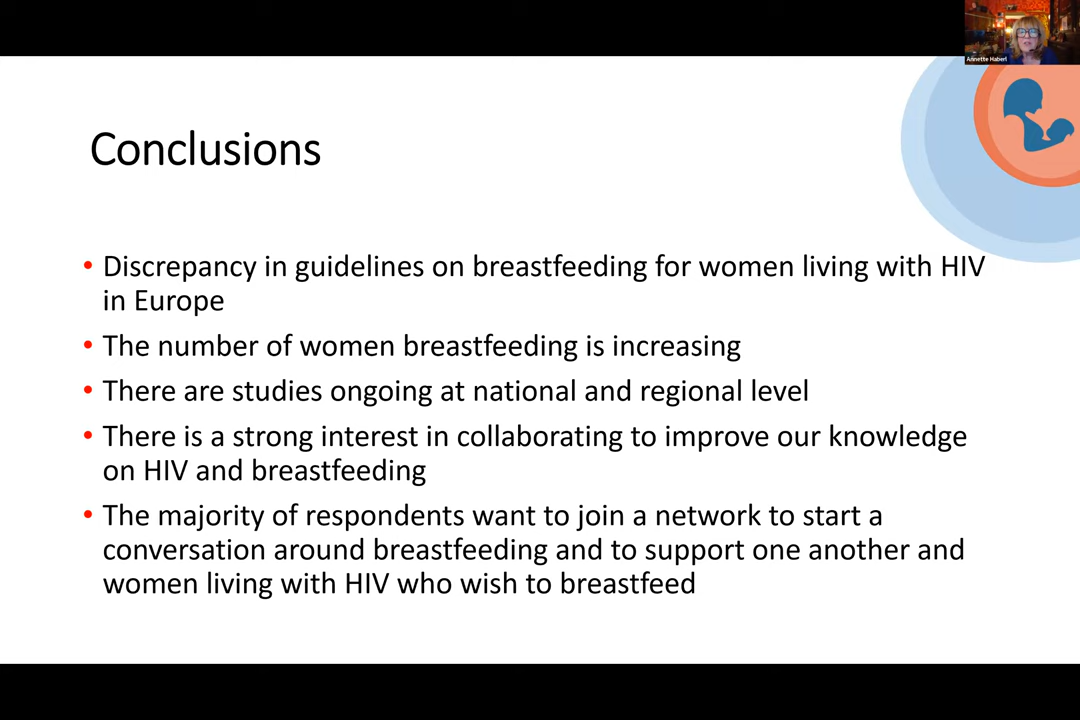 Annette Haberl
Conclusions
• Discrepancy in guidelines on breastfeeding for women living with HIV
in Europe
• The number of women breastfeeding is increasing
• There are studies ongoing at national and regional level
• There is a strong interest in collaborating to improve our knowledge
on HIV and breastfeeding
• The majority of respondents want to join a network to start a
conversation around breastfeeding and to support one another and
women living with HIV who wish to breastfeed